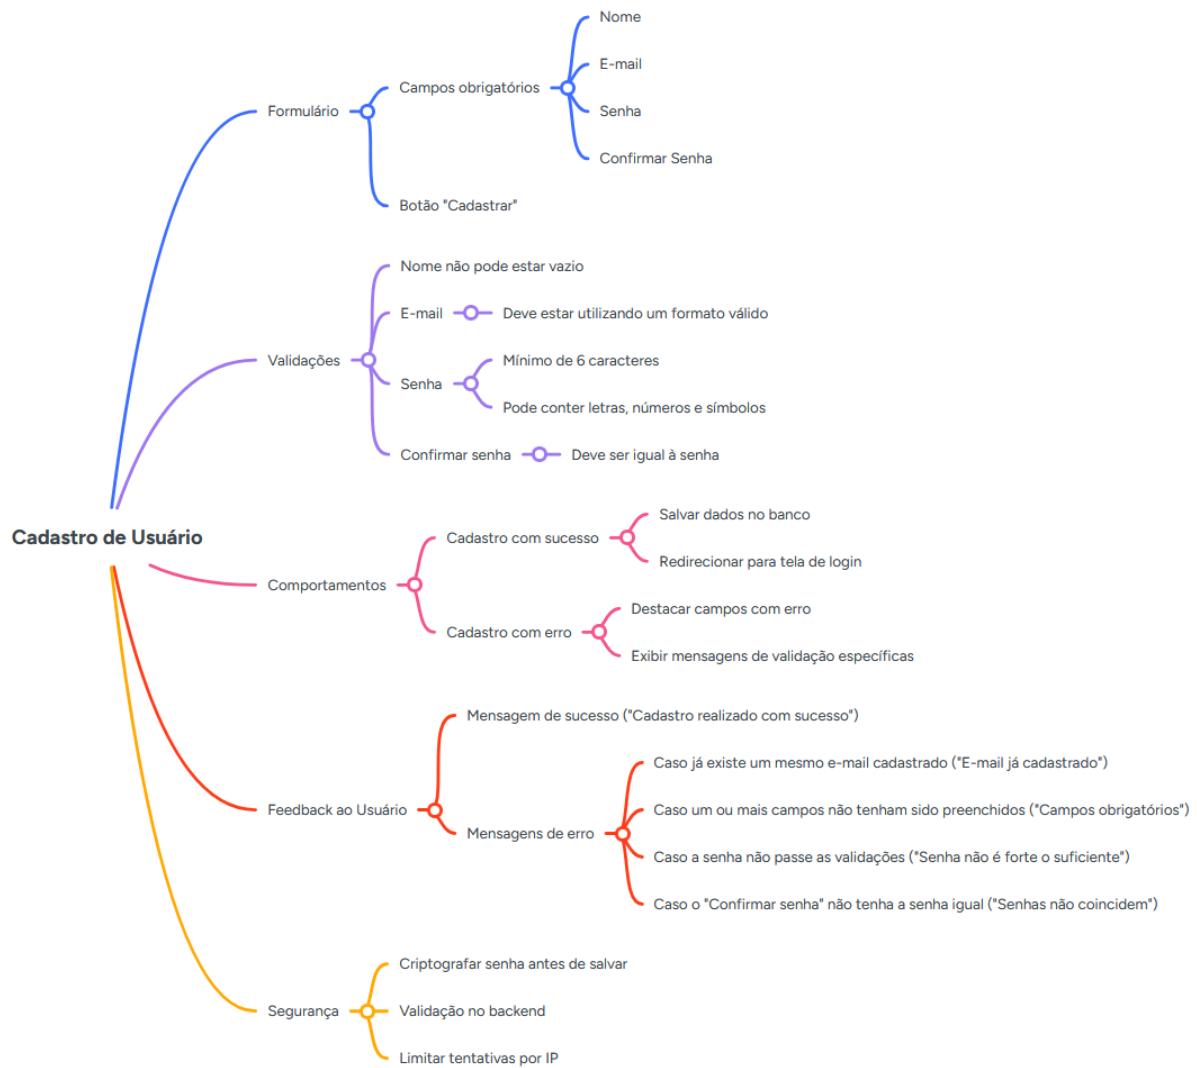 Cadastro de Usuário
Formulário
Campos obrigatórios
Nome
E-mail
Senha
Confirmar Senha
Botão "Cadastrar"
Validações
Nome não pode estar vazio
E-mail
Deve estar utilizando um formato válido
Senha
Mínimo de 6 caracteres
Pode conter letras, números e símbolos
Confirmar senha
Deve ser igual à senha
Comportamentos
Cadastro com sucesso
Salvar dados no banco
Redirecionar para tela de login
Cadastro com erro
Destacar campos com erro
Exibir mensagens de validação específicas
Feedback ao Usuário
Mensagem de sucesso ("Cadastro realizado com sucesso")
Mensagens de erro
Caso já existe um mesmo e-mail cadastrado ("E-mail já cadastrado")
Caso um ou mais campos não tenham sido preenchidos ("Campos obrigatórios")
Caso a senha não passe as validações ("Senha não é forte o suficiente")
Caso o "Confirmar senha" não tenha a senha igual ("Senhas não coincidem")
Segurança
Criptografar senha antes de salvar
Validação no backend
Limitar tentativas por IP